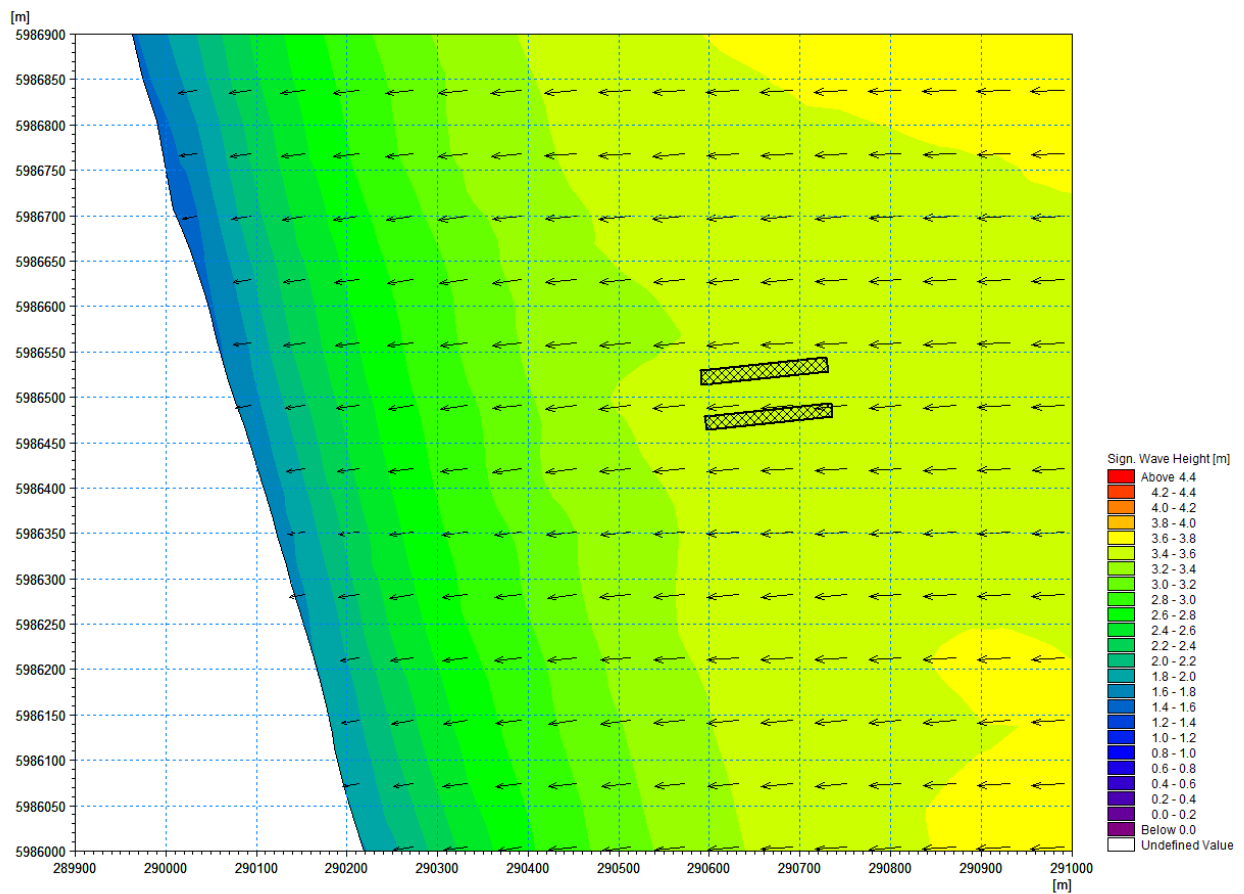 [m]
5986900
5986850
5986800
5986750
5986700
5986650
5986600
5986550
5986500
5986450
5986400
5986350
5986300
5986250
5986200
5986150
5986100
5986050
5986000
289900 290000 290100 290200 290300 290400 290500 290600 290700 290800 290900 291000
[m]
Sign. Wave Height [m]
Above 4.4
4.2 - 4.4
4.0 - 4.2
3.8 - 4.0
3.6 - 3.8
3.4 - 3.6
3.2 - 3.4
3.0 - 3.2
2.8 - 3.0
2.6 - 2.8
2.4 - 2.6
2.2 - 2.4
2.0 - 2.2
1.8 - 2.0
1.6 - 1.8
1.4 - 1.6
1.2 - 1.4
1.0 - 1.2
0.8 - 1.0
0.6 - 0.8
0.4 - 0.6
0.2 - 0.4
0.0 - 0.2
Below 0.0
Undefined Value